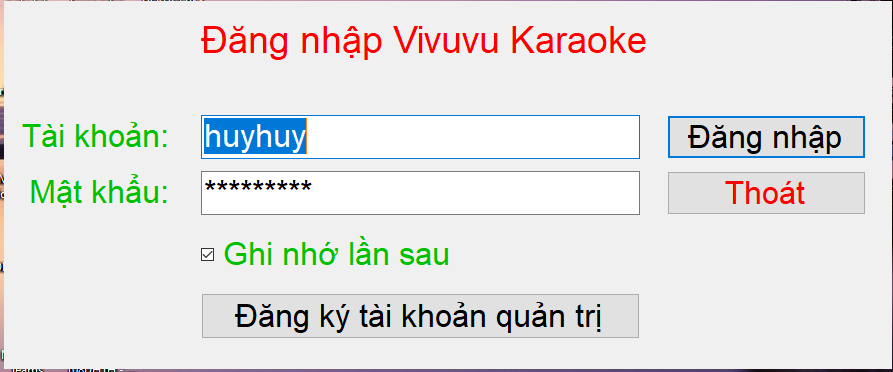 Đăng nhập Vivuvu Karaoke
Tài khoản: huyhuy Đăng nhập
Mật khẩu: ********* Thoát
Ghi nhớ lần sau
Đăng ký tài khoản quản trị